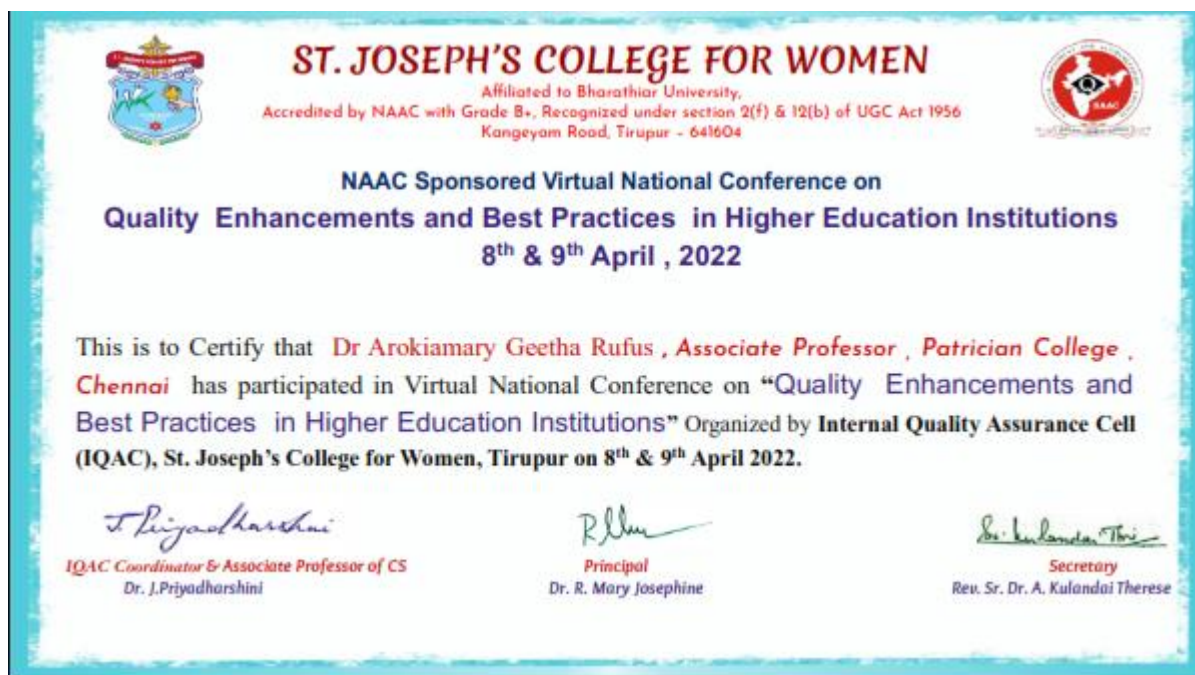 ST. JOSEPH'S COLLEGE FOR WOMEN
Affiliated to Bharathiar University,
Accredited by NAAC with Grade B+, Recognized under section 2(f) & 12(b) of UGC Act 1956
Kangeyam Road, Tirupur - 641604
NAAC
NAAC Sponsored Virtual National Conference on
Quality Enhancements and Best Practices in Higher Education Institutions
8th & 9th April , 2022
This is to Certify that Dr Arokiamary Geetha Rufus , Associate Professor , Patrician College ,
Chennai has participated in Virtual National Conference on “Quality Enhancements and
Best Practices in Higher Education Institutions” Organized by Internal Quality Assurance Cell
(IQAC), St. Joseph’s College for Women, Tirupur on 8th & 9th April 2022.
J. Priyadharshni
IQAC Coordinator & Associate Professor of CS
Dr. J.Priyadharshini
Principal
Dr. R. Mary Josephine
Secretary
Rev. Sr. Dr. A. Kulandai Therese